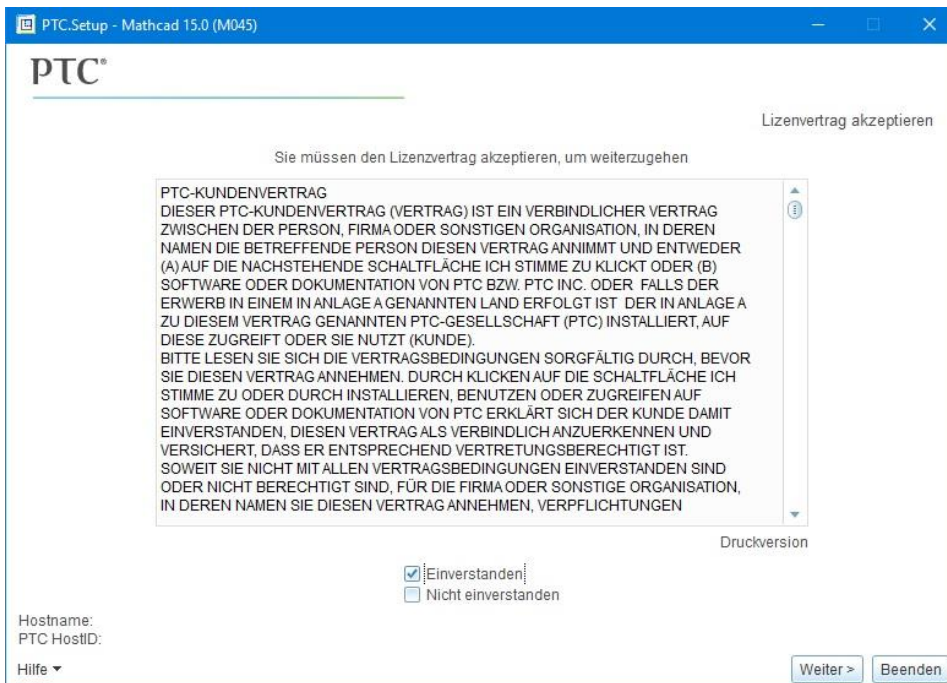 PTC.Setup - Mathcad 15.0 (M045)
PTC®
Lizenvertrag akzeptieren
Sie müssen den Lizenzvertrag akzeptieren, um weiterzugehen
PTC-KUNDENVERTRAG
DIESER PTC-KUNDENVERTRAG (VERTRAG) IST EIN VERBINDLICHER VERTRAG
ZWISCHEN DER PERSON, FIRMA ODER SONSTIGEN ORGANISATION, IN DEREN
NAMEN DIE BETREFFENDE PERSON DIESEN VERTRAG ANNIMMT UND ENTWEDER
(A) AUF DIE NACHSTEHENDE SCHALTFLÄCHE ICH STIMME ZU KLICKT ODER (B)
SOFTWARE ODER DOKUMENTATION VON PTC BZW. PTC INC. ODER FALLS DER
ERWERB IN EINEM IN ANLAGE A GENANNTEN LAND ERFOLGT IST DER IN ANLAGE A
ZU DIESEM VERTRAG GENANNTEN PTC-GESELLSCHAFT (PTC) INSTALLIERT, AUF
DIESE ZUGREIFT ODER SIE NUTZT (KUNDE).
BITTE LESEN SIE SICH DIE VERTRAGSBEDINGUNGEN SORGFÄLTIG DURCH, BEVOR
SIE DIESEN VERTRAG ANNEHMEN. DURCH KLICKEN AUF DIE SCHALTFLÄCHE ICH
STIMME ZU ODER DURCH INSTALLIEREN, BENUTZEN ODER ZUGREIFEN AUF
SOFTWARE ODER DOKUMENTATION VON PTC ERKLÄRT SICH DER KUNDE DAMIT
EINVERSTANDEN, DIESEN VERTRAG ALS VERBINDLICH ANZUERKENNEN UND
VERSICHERT, DASS ER ENTSPRECHEND VERTRETUNGSBERECHTIGT IST.
SOWEIT SIE NICHT MIT ALLEN VERTRAGSBEDINGUNGEN EINVERSTANDEN SIND
ODER NICHT BERECHTIGT SIND, FÜR DIE FIRMA ODER SONSTIGE ORGANISATION,
IN DEREN NAMEN SIE DIESEN VERTRAG ANNEHMEN, VERPFLICHTUNGEN
Druckversion
Einverstanden
Nicht einverstanden
Hostname:
PTC HostID:
Hilfe
Weiter >
Beenden